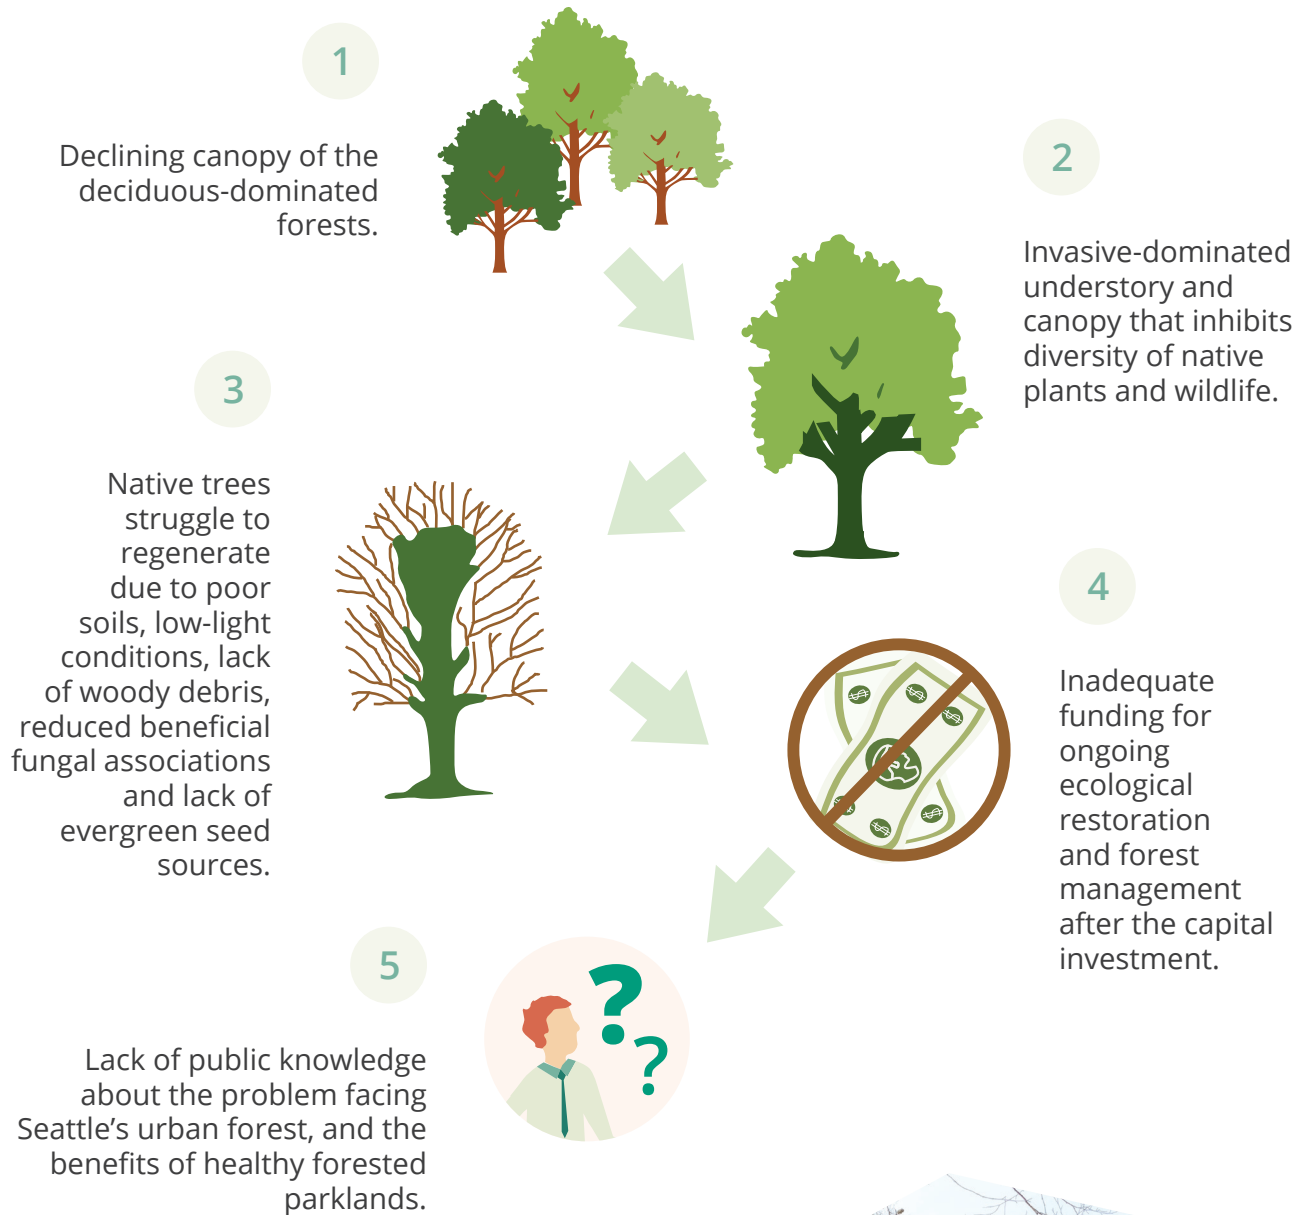 1
Declining canopy of the
deciduous-dominated
forests.
2
Invasive-dominated
understory and
canopy that inhibits
diversity of native
plants and wildlife.
3
Native trees
struggle to
regenerate
due to poor
soils, low-light
conditions, lack
of woody debris,
reduced beneficial
fungal associations
and lack of
evergreen seed
sources.
4
Inadequate
funding for
ongoing
ecological
restoration
and forest
management
after the capital
investment.
5
Lack of public knowledge
about the problem facing
Seattle’s urban forest, and the
benefits of healthy forested
parklands.
? ?